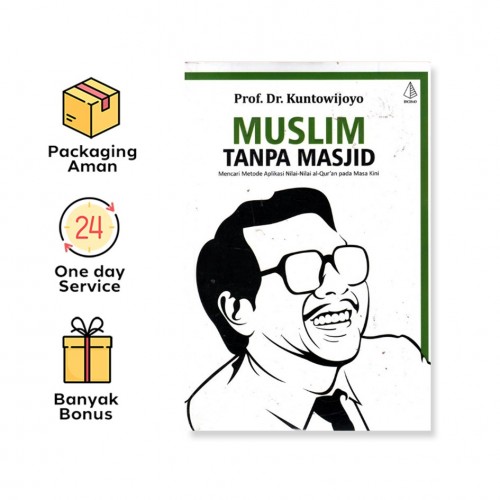 Packaging
Aman
24
One day
Service
Banyak
Bonus
Prof. Dr. Kuntowijoyo
MUSLIM
TANPA MASJID
Mencari Metode Aplikasi Nilai-Nilai al-Qur'an pada Masa Kini